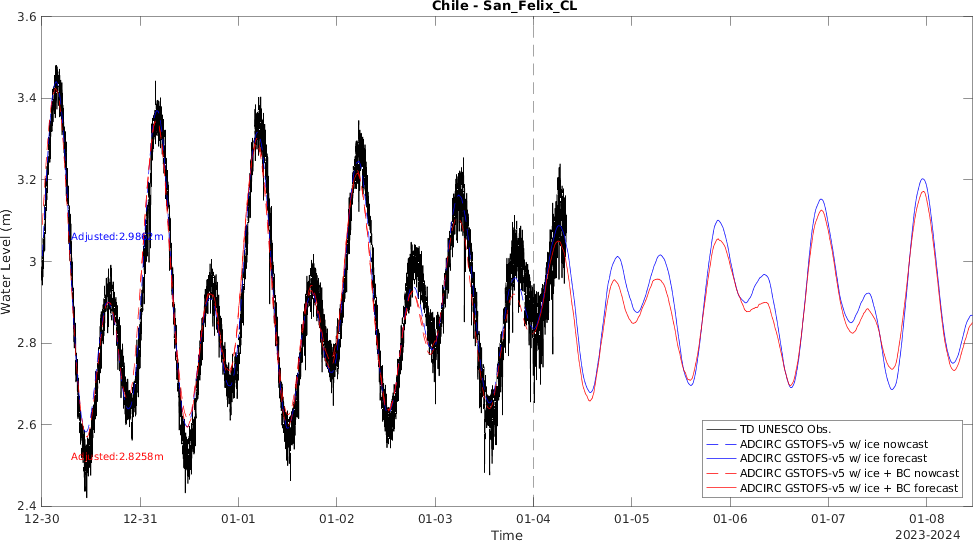 Chile - San_Felix_CL
Water Level (m)
3.6
3.4
3.2
3
2.8
2.6
2.4
Adjusted:2.9862m
Adjusted:2.8258m
TD UNESCO Obs.
ADCIRC GSTOFS-v5 w/ ice nowcast
ADCIRC GSTOFS-v5 w/ ice forecast
ADCIRC GSTOFS-v5 w/ ice + BC nowcast
ADCIRC GSTOFS-v5 w/ ice + BC forecast
12-30 12-31 01-01 01-02 01-03 01-04 01-05 01-06 01-07 01-08
Time
2023-2024